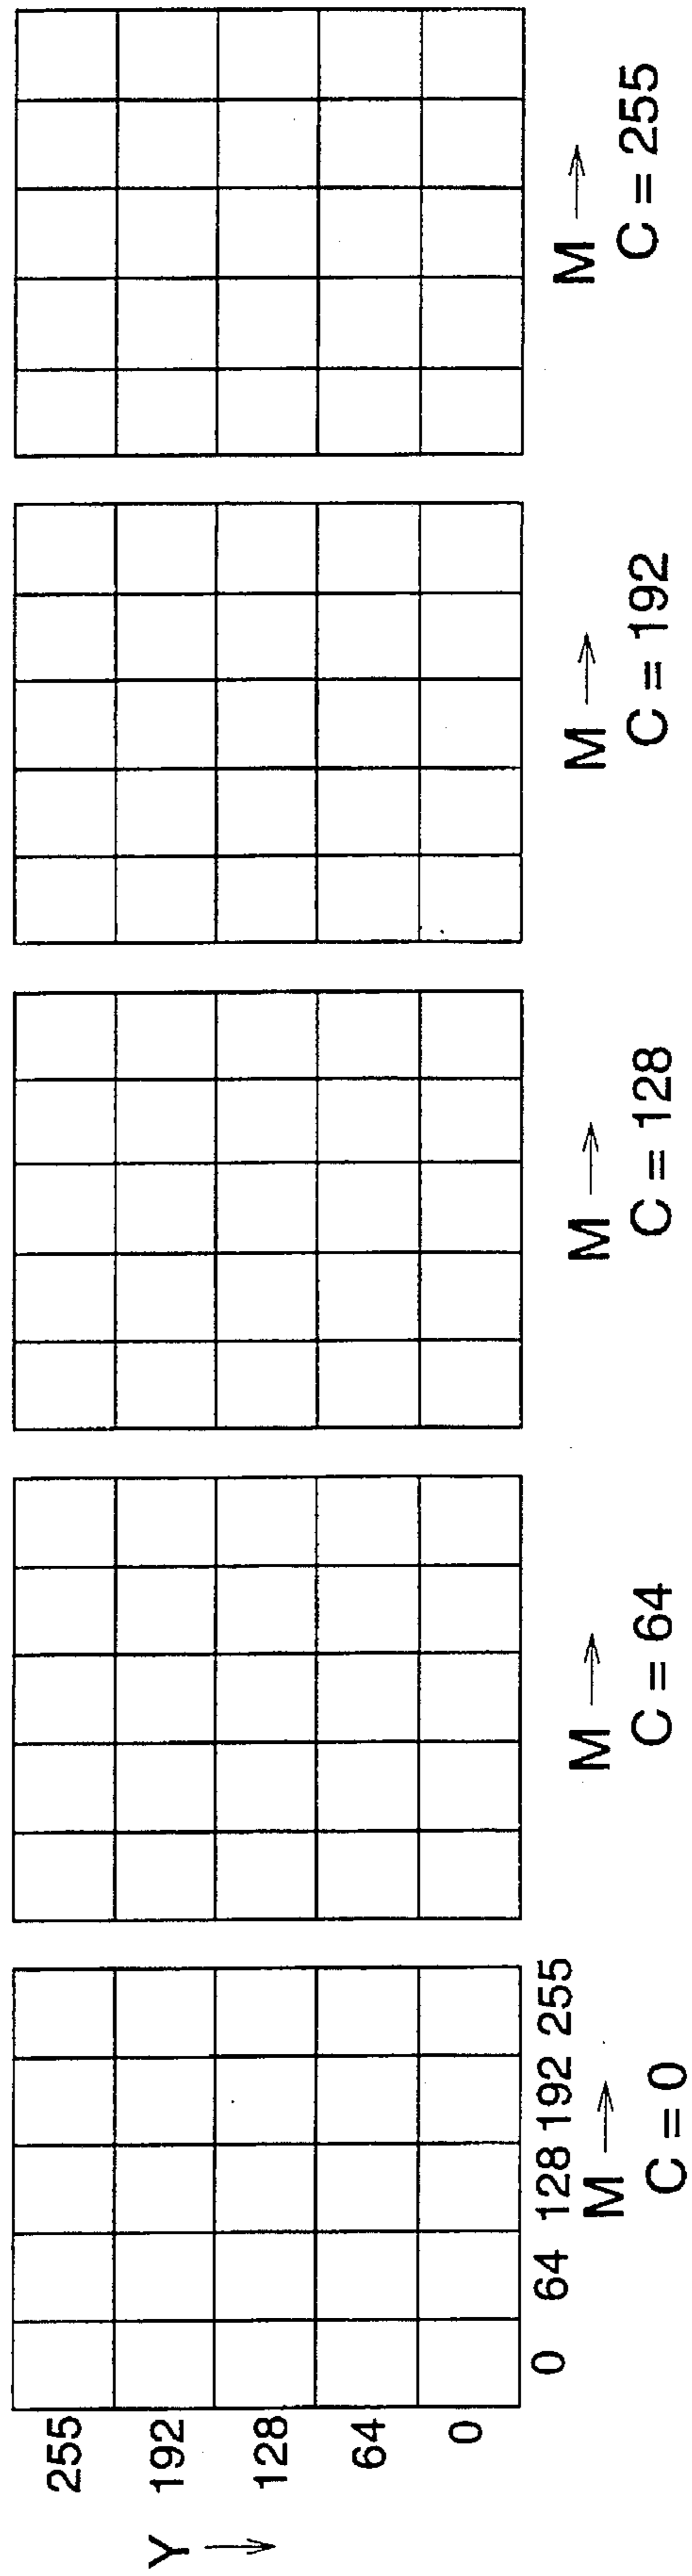 Y ↓
255
192
128
64
0
0 64 128 192 255
M →
C = 0
M →
C = 64
M →
C = 128
M →
C = 192
M →
C = 255